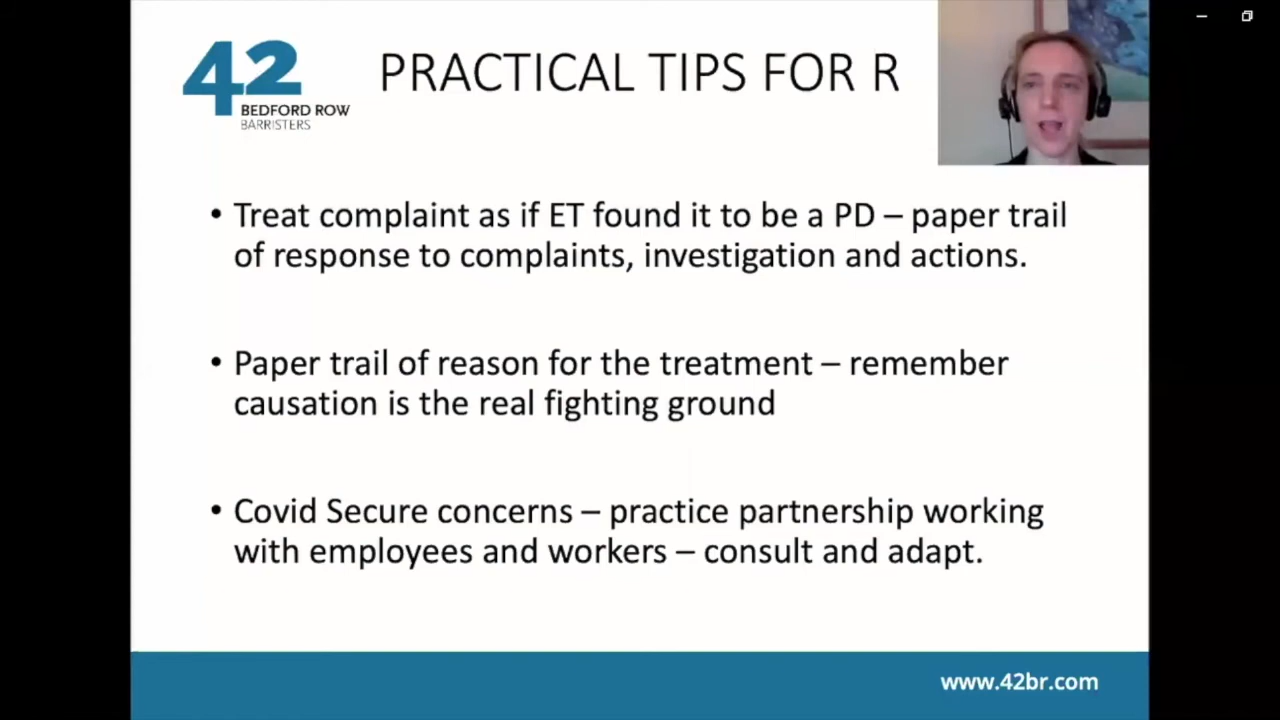 42
BEDFORD ROW
BARRISTERS
PRACTICAL TIPS FOR R
• Treat complaint as if ET found it to be a PD – paper trail
of response to complaints, investigation and actions.
• Paper trail of reason for the treatment – remember
causation is the real fighting ground
• Covid Secure concerns – practice partnership working
with employees and workers – consult and adapt.
www.42br.com